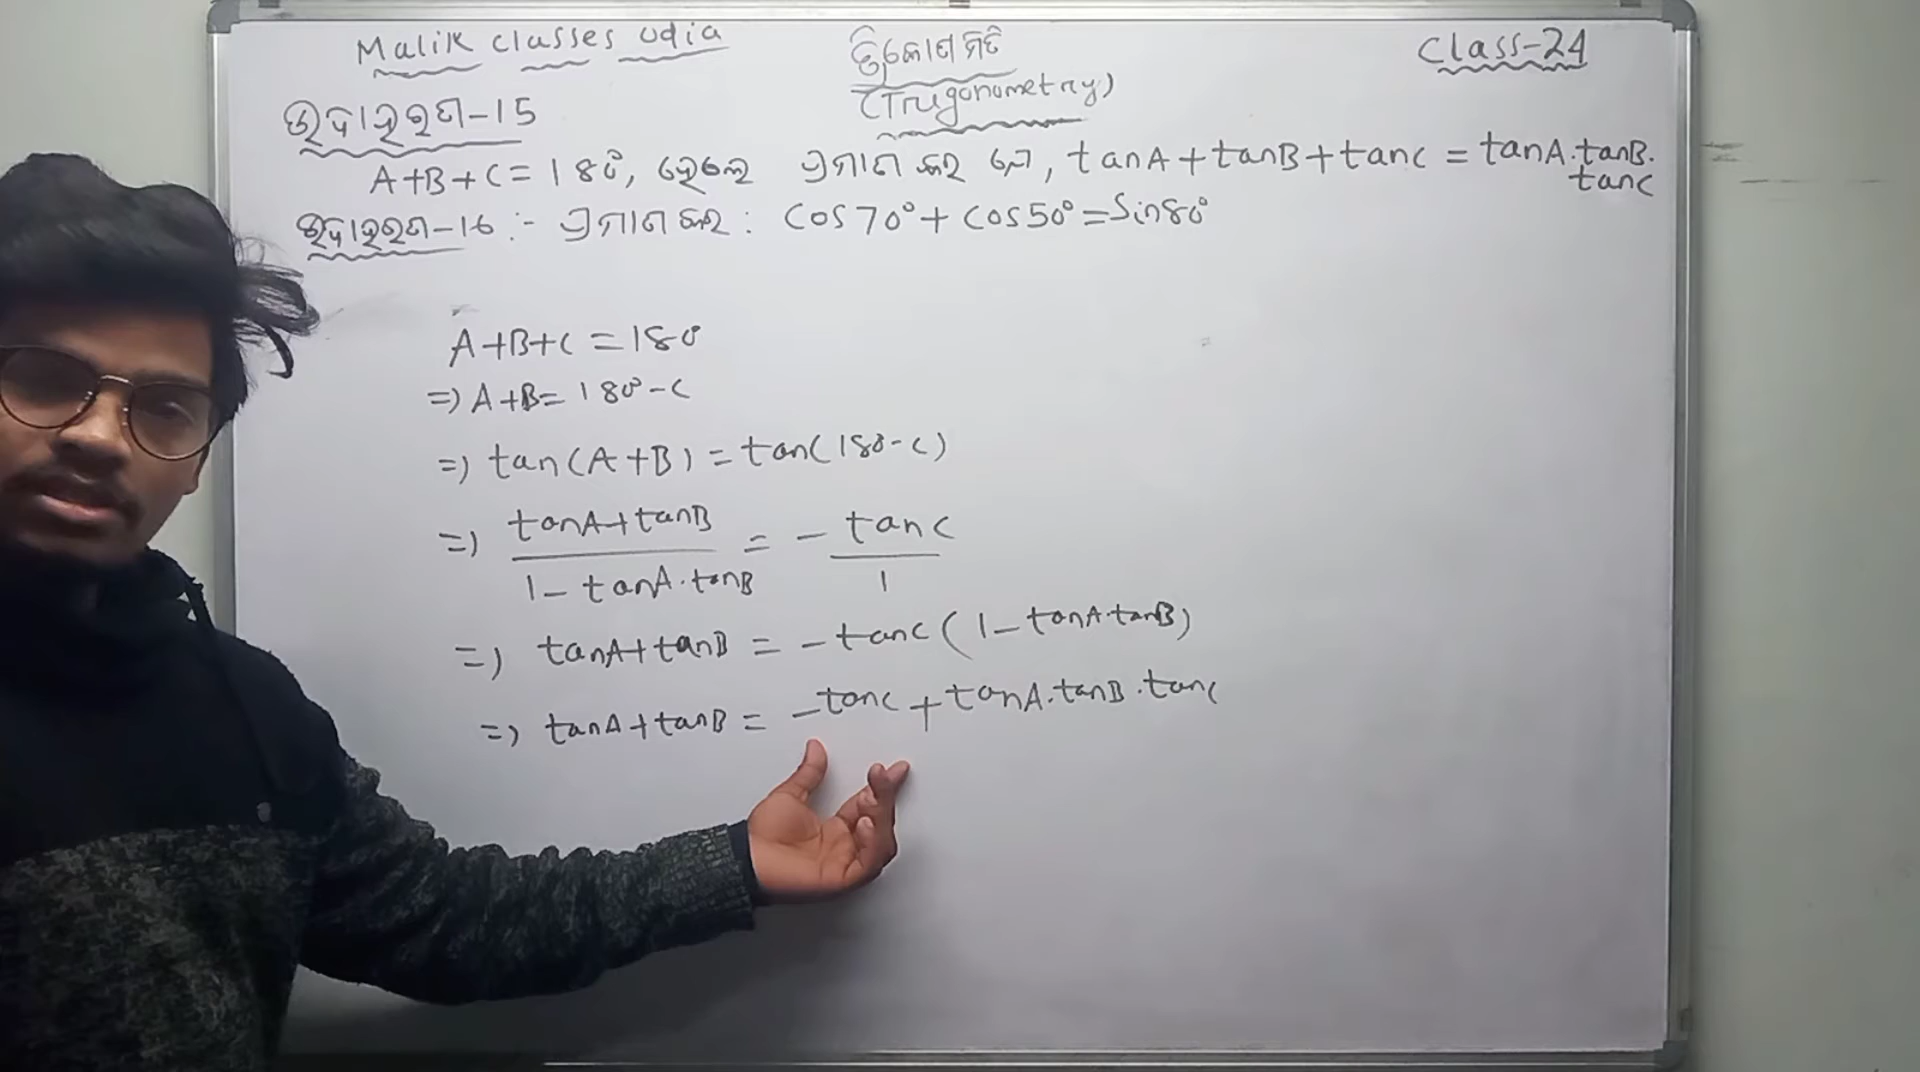 Malik classes odia
ତ୍ରିକୋଣମିତି
(Trigonometry)
Class-24
ଉଦାହରଣ-15
A+B+C = 180°, ହେଲେ ପ୍ରମାଣ କର ଯେ, tanA+tanB+tanC = tanA.tanB.
tanC
ଉଦାହରଣ-16 :- ପ୍ରମାଣ କର : Cos70°+ Cos50°=Sin80°
A+B+C = 180
=) A+B= 180°-C
=) tan(A+B) = tan(180-C)
=) tanA+tanB / 1-tanA.tanB = - tanC / 1
=) tanA+tanB = -tanC (1-tanA.tanB)
=) tanA+tanB = -tanC+tanA.tanB.tanC